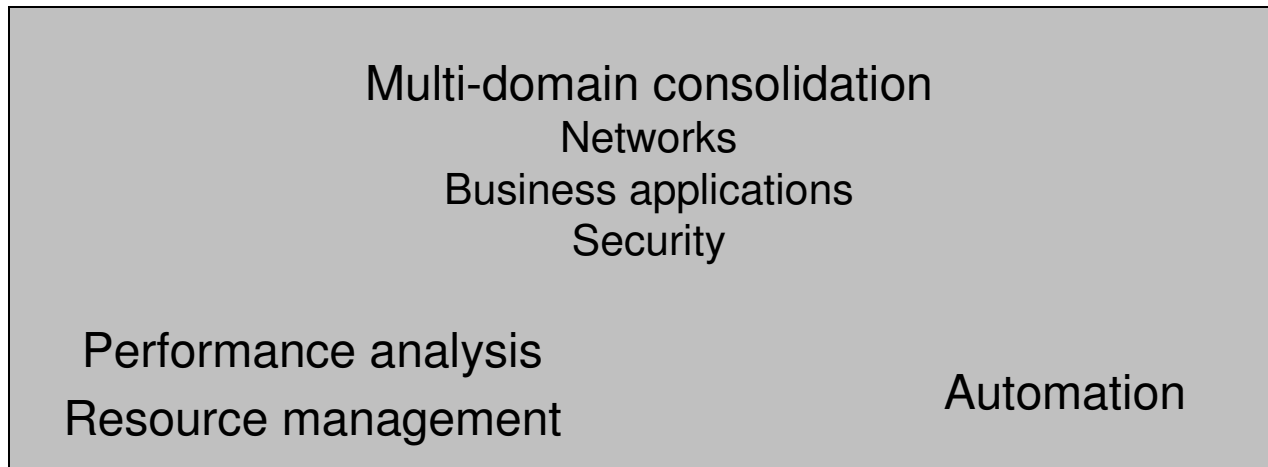 Multi-domain consolidation
Networks
Business applications
Security
Performance analysis
Resource management
Automation